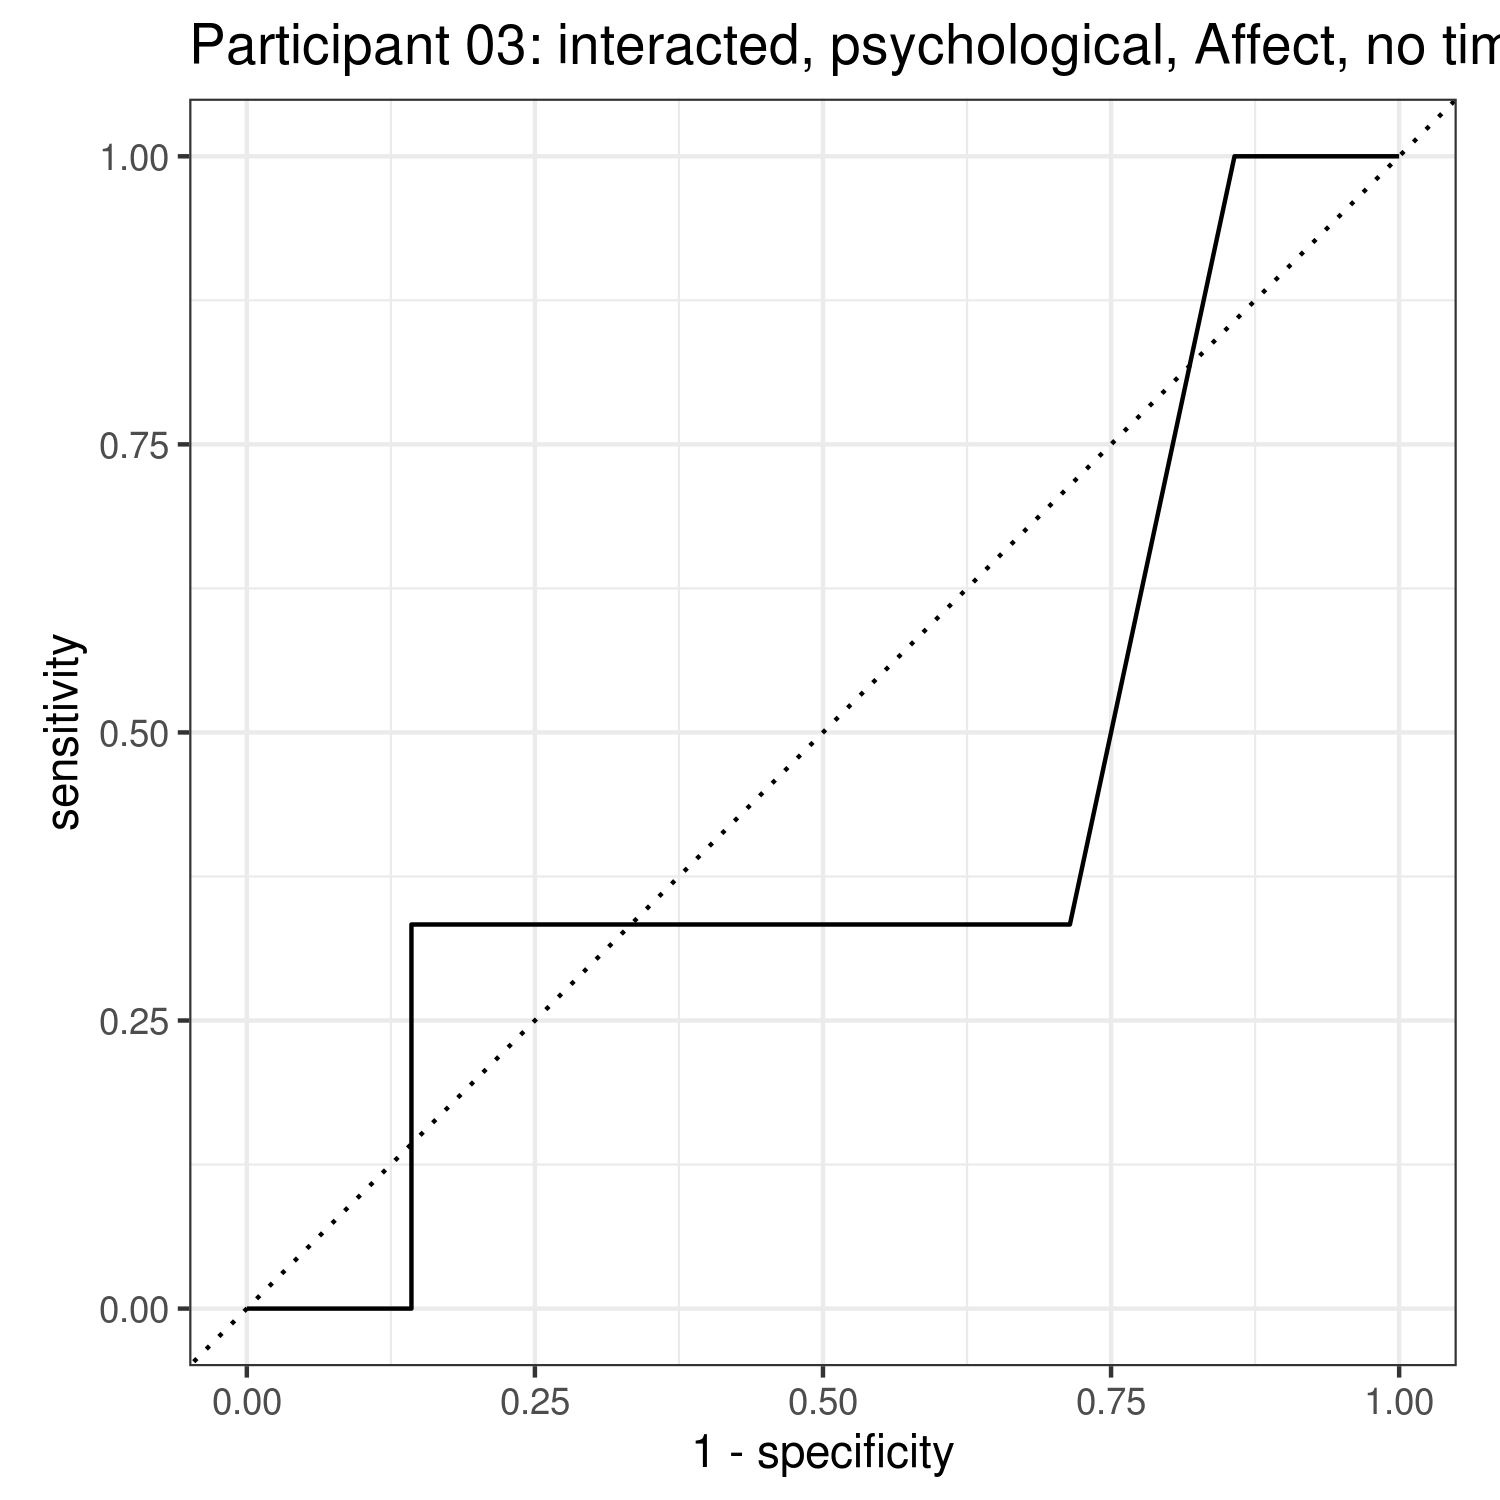 Participant 03: interacted, psychological, Affect, no tim
1.00
0.75
0.50
0.25
0.00
sensitivity
0.00 0.25 0.50 0.75 1.00
1 - specificity